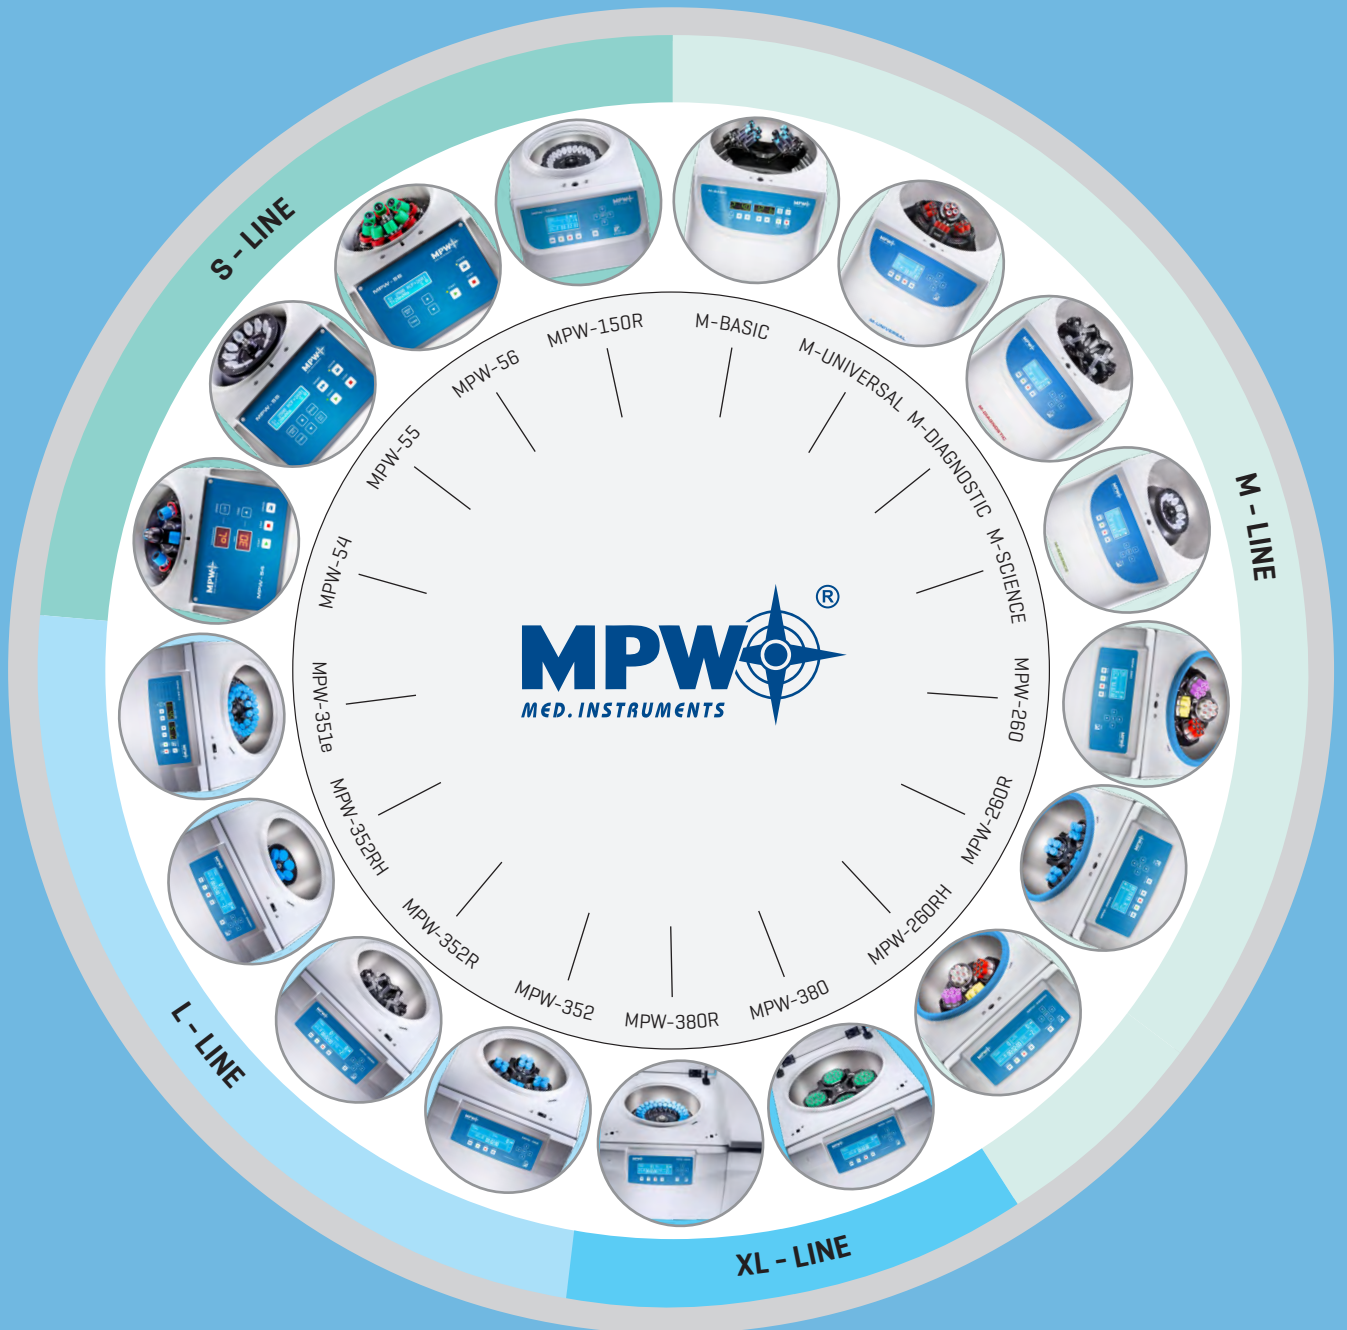 S - LINE
M - LINE
XL - LINE
L - LINE
MPW-150R
M-BASIC
M-UNIVERSAL
M-DIAGNOSTIC
M-SCIENCE
MPW-260
MPW-260R
MPW-260RH
MPW-380
MPW-380R
MPW-352
MPW-352R
MPW-352RH
MPW-351e
MPW-54
MPW-55
MPW-56
MPW ®
MED. INSTRUMENTS